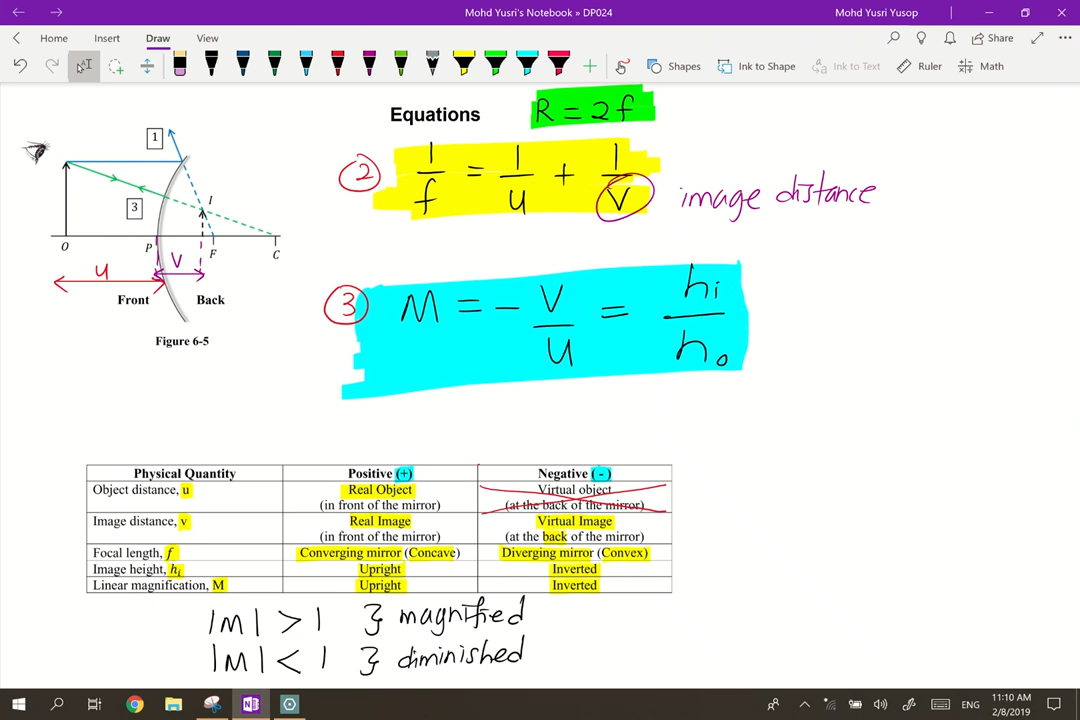 Mohd Yusri's Notebook » DP024
Mohd Yusri Yusop
Home Insert Draw View
Share
Shapes Ink to Shape Ink to Text Ruler Math
Equations R = 2f
1
3
I
O P F C
u V
Front Back
Figure 6-5
2 1/f = 1/u + 1/v image distance
3 M = - v/u = hi/ho
Physical Quantity Positive (+) Negative (-)
Object distance, u Real Object Virtual object
(in front of the mirror) (at the back of the mirror)
Image distance, v Real Image Virtual Image
(in front of the mirror) (at the back of the mirror)
Focal length, f Converging mirror (Concave) Diverging mirror (Convex)
Image height, hi Upright Inverted
Linear magnification, M Upright Inverted
|m| > 1 } magnified
|m| < 1 } diminished
ENG 11:10 AM
2/8/2019